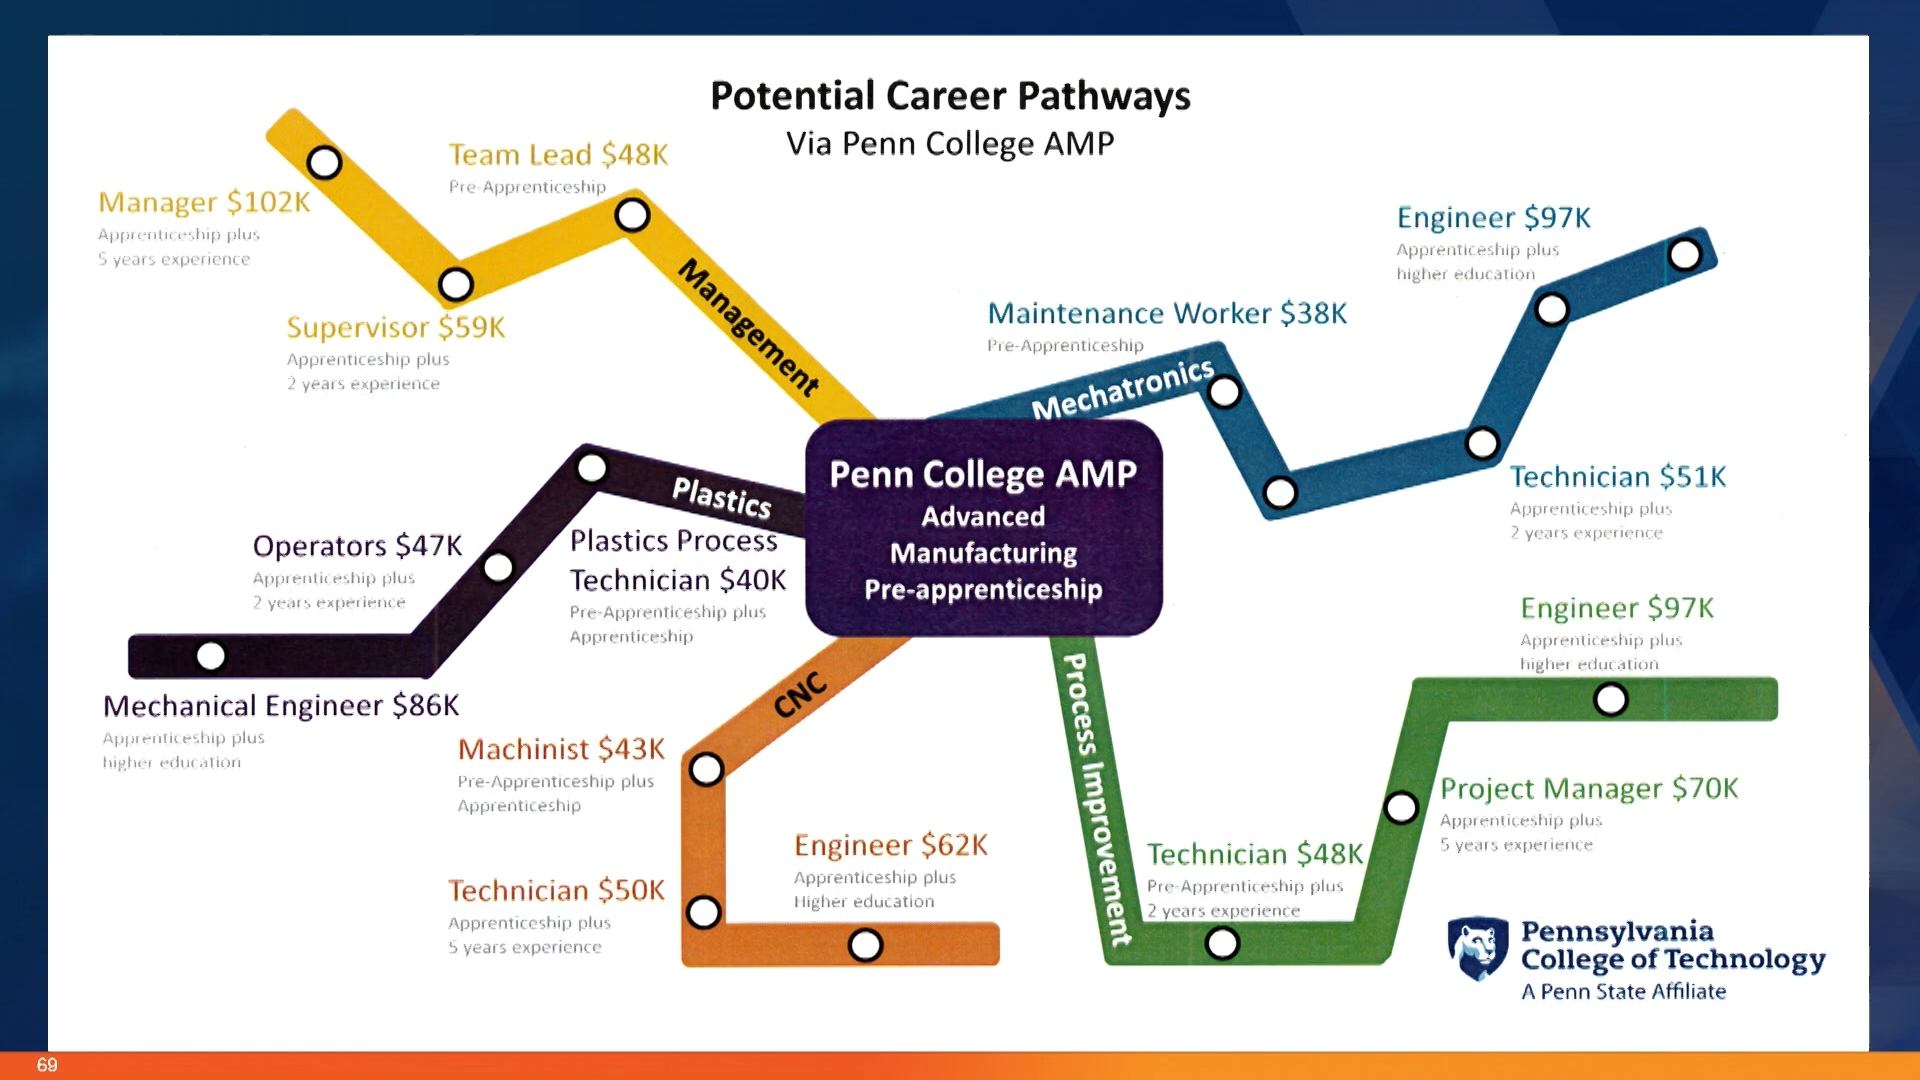 Potential Career Pathways
Via Penn College AMP
Team Lead $48K
Pre-Apprenticeship
Manager $102K
Apprenticeship plus
5 years experience
Supervisor $59K
Apprenticeship plus
2 years experience
Management
Engineer $97K
Apprenticeship plus
higher education
Maintenance Worker $38K
Pre-Apprenticeship
Mechatronics
Technician $51K
Apprenticeship plus
2 years experience
Penn College AMP
Advanced
Manufacturing
Pre-apprenticeship
Plastics
Plastics Process
Technician $40K
Pre-Apprenticeship plus
Apprenticeship
Operators $47K
Apprenticeship plus
2 years experience
Mechanical Engineer $86K
Apprenticeship plus
higher education
CNC
Machinist $43K
Pre-Apprenticeship plus
Apprenticeship
Technician $50K
Apprenticeship plus
5 years experience
Engineer $62K
Apprenticeship plus
Higher education
Process Improvement
Technician $48K
Pre-Apprenticeship plus
2 years experience
Engineer $97K
Apprenticeship plus
higher education
Project Manager $70K
Apprenticeship plus
5 years experience
Pennsylvania
College of Technology
A Penn State Affiliate
69